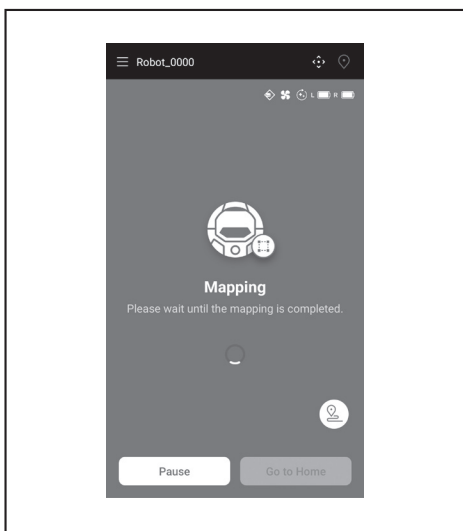 Robot_0000
L R
Mapping
Please wait until the mapping is completed.
Pause Go to Home